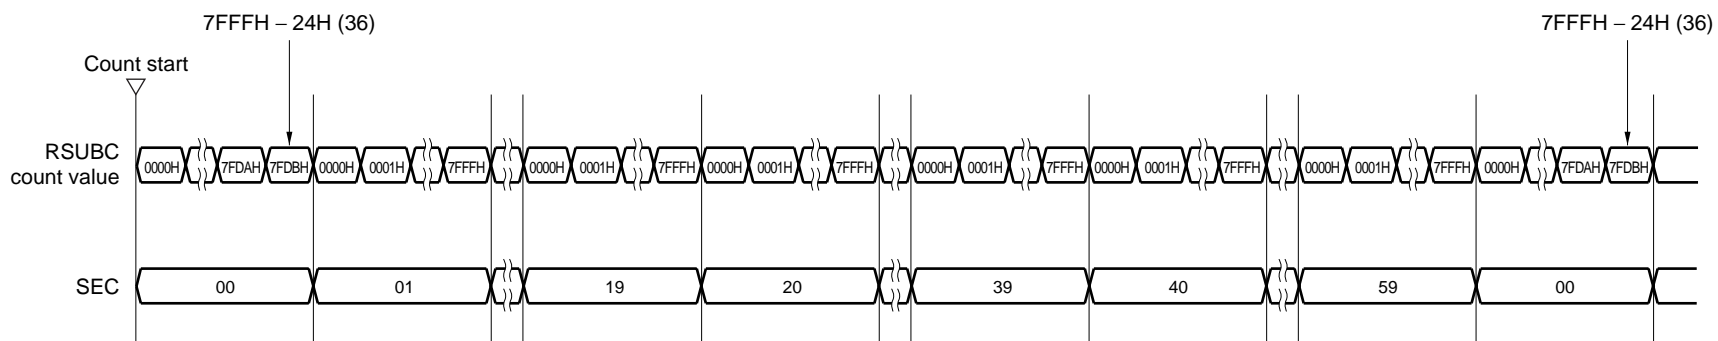 7FFFH – 24H (36) 7FFFH – 24H (36)
Count start
RSUBC
count value
0000H 7FDAH 7FDBH 0000H 0001H 7FFFH 0000H 0001H 7FFFH 0000H 0001H 7FFFH 0000H 0001H 7FFFH 0000H 0001H 7FFFH 0000H 0001H 7FFFH 0000H 7FDAH 7FDBH
SEC 00 01 19 20 39 40 59 00